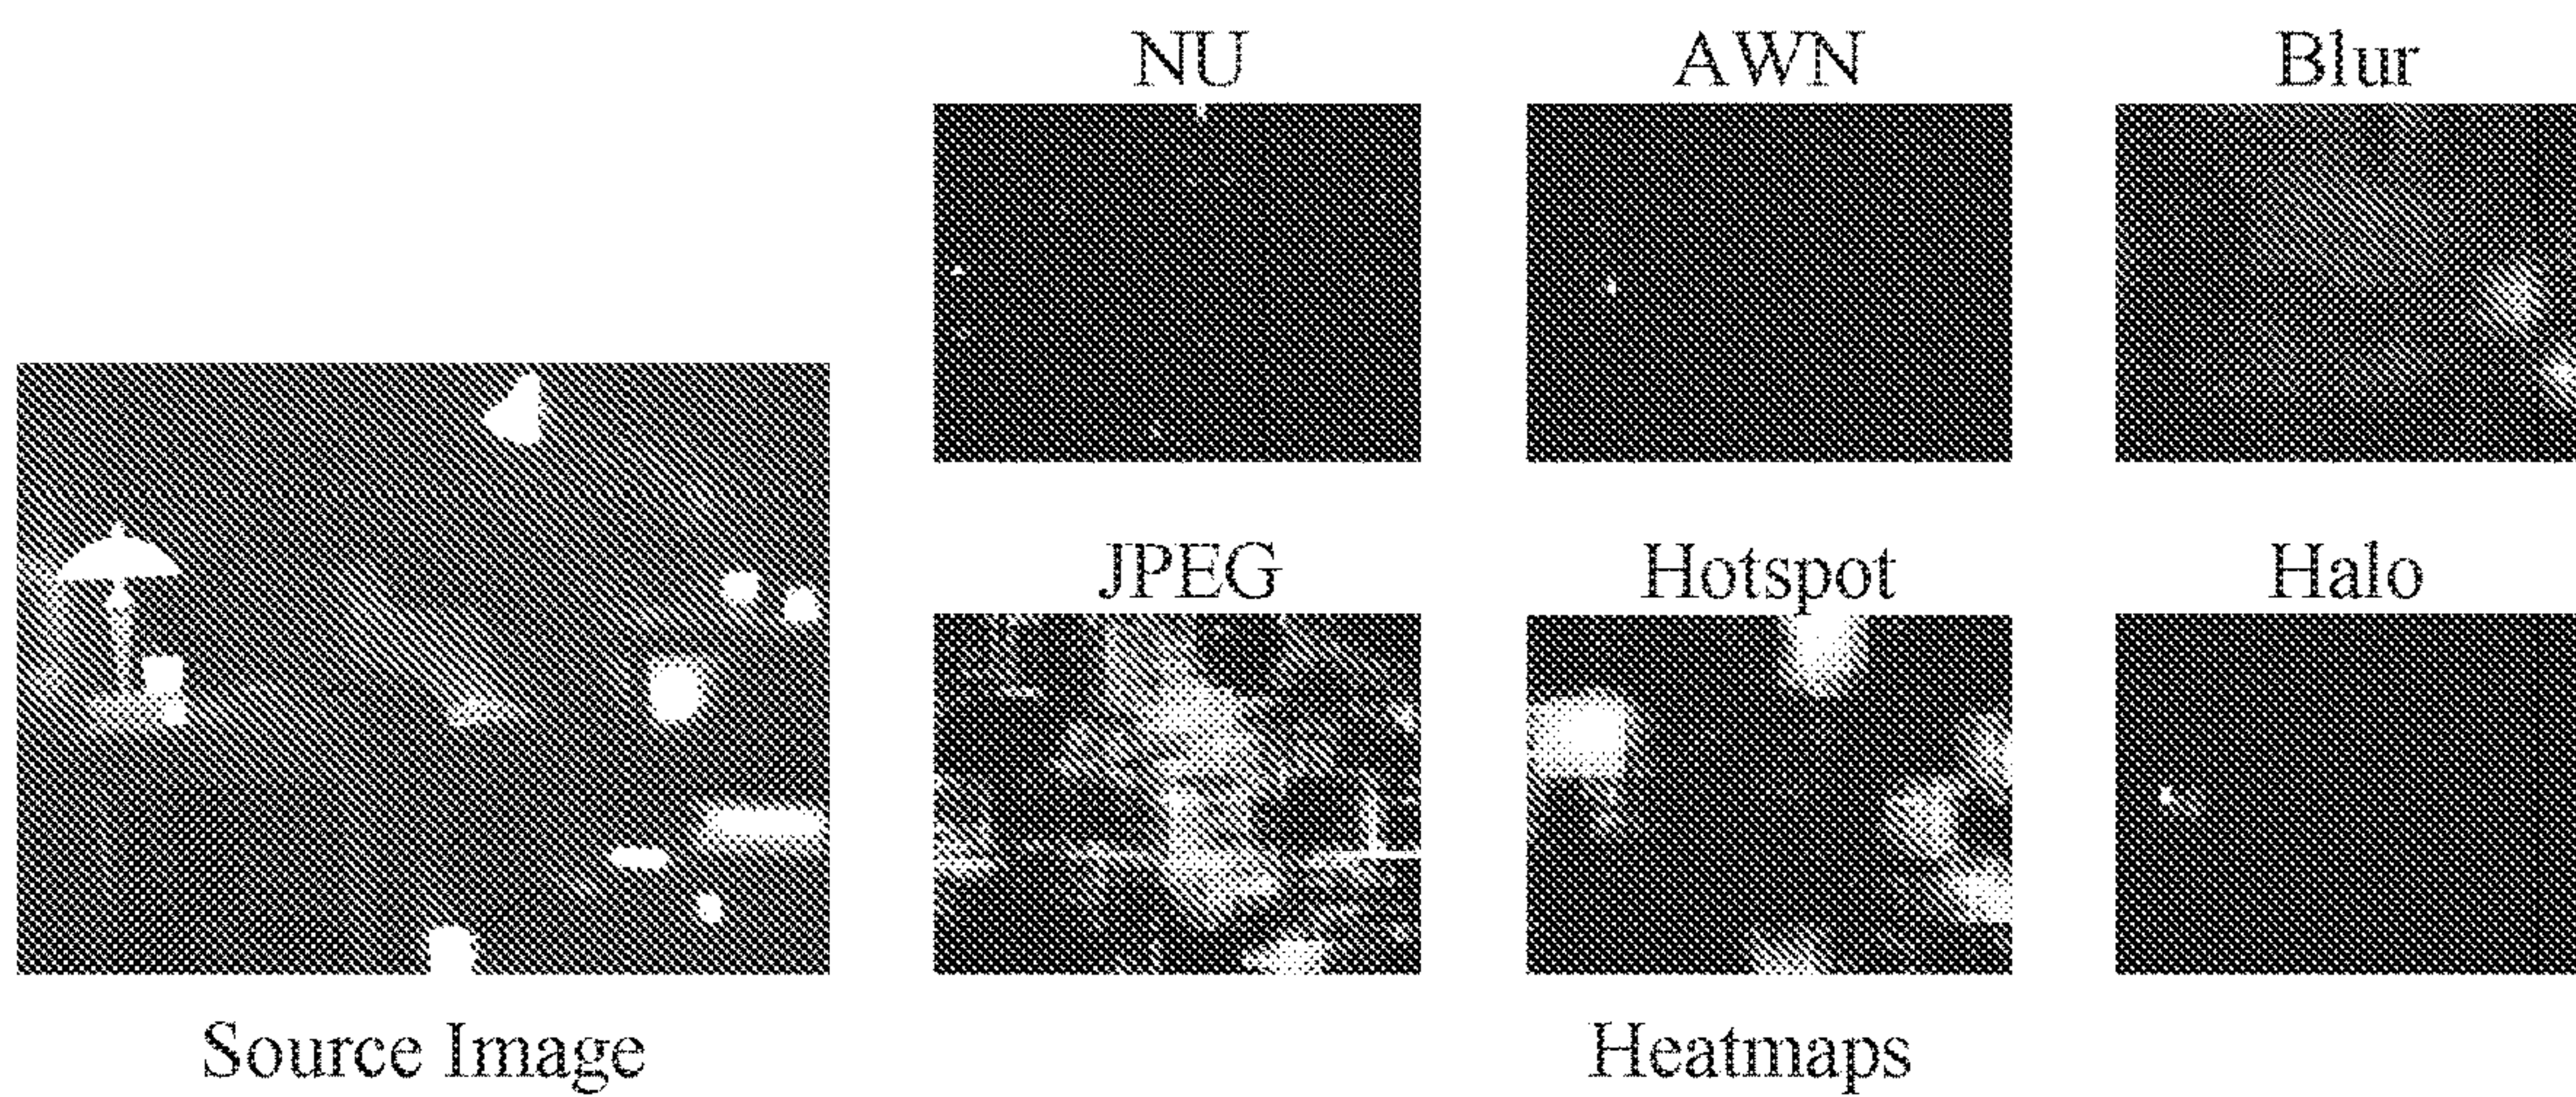 NU
AWN
Blur
JPEG
Hotspot
Halo
Source Image
Heatmaps